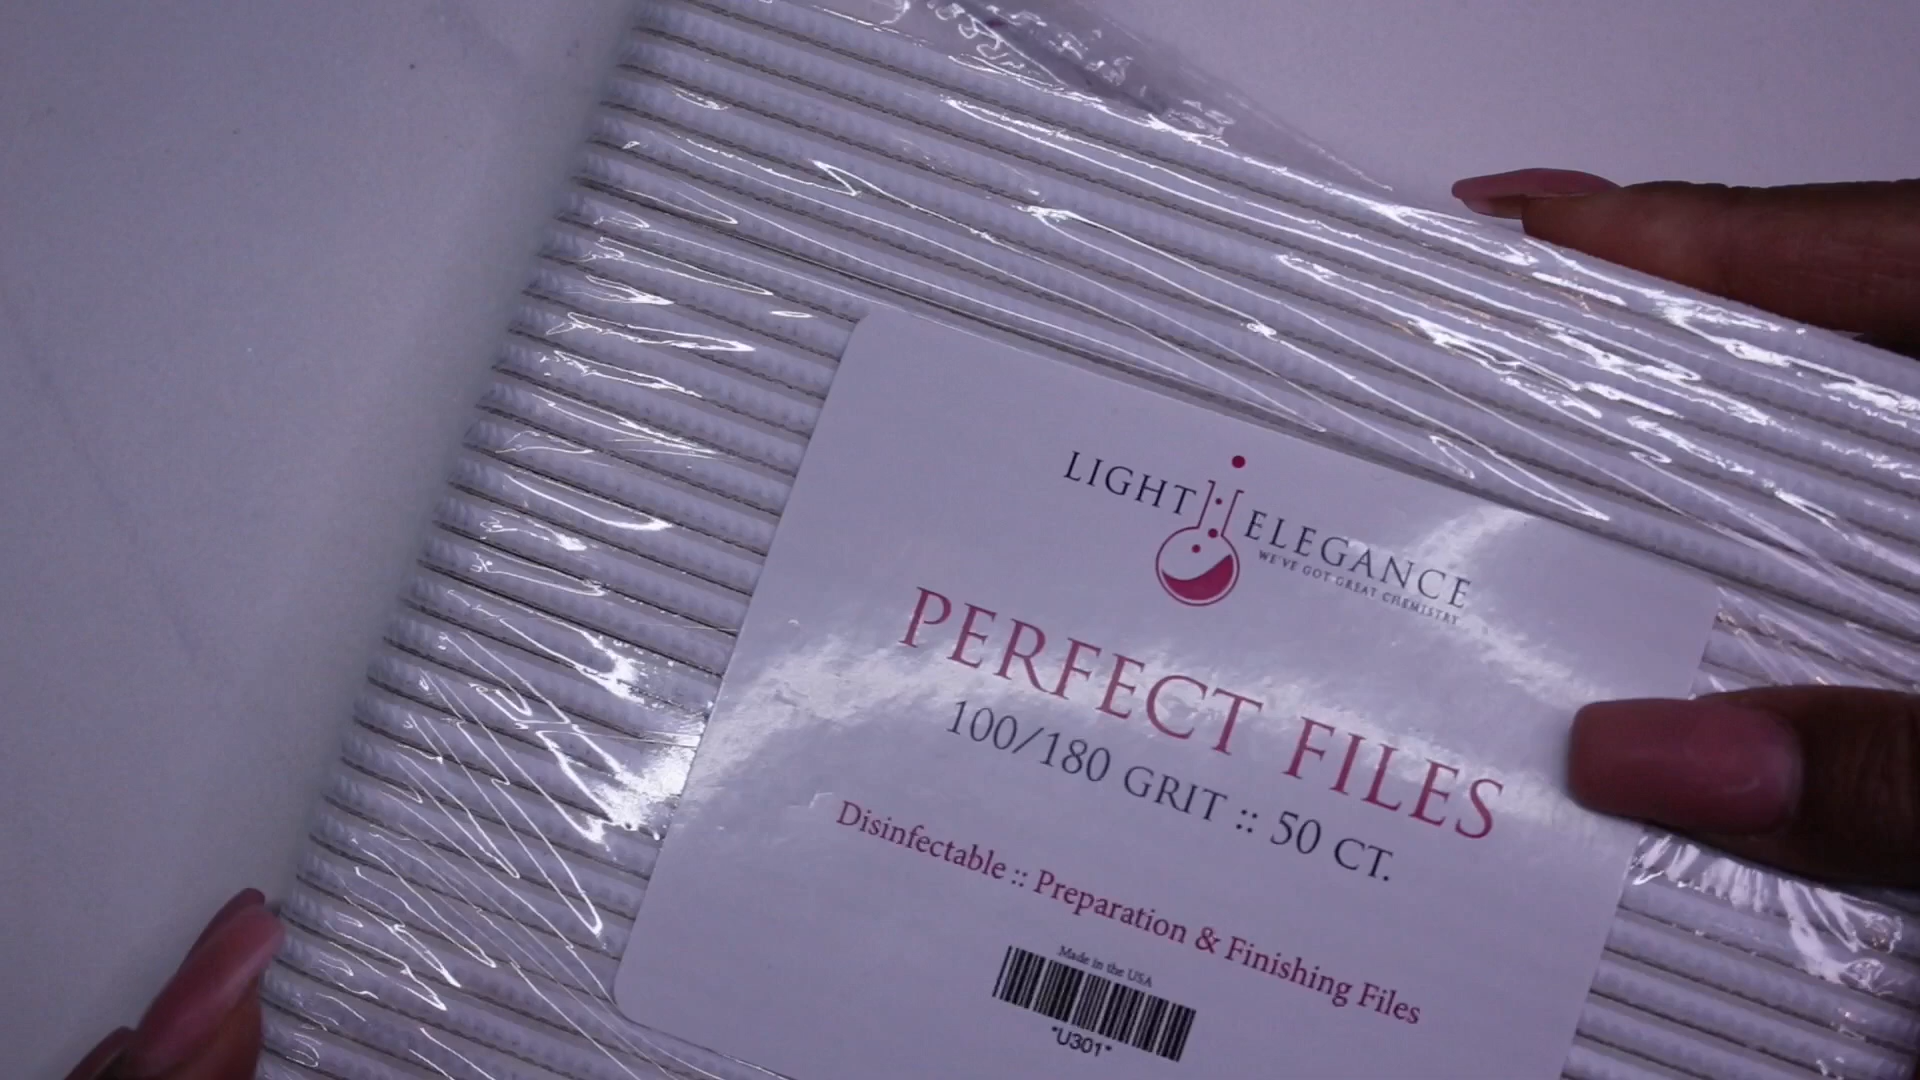 LIGHT ELEGANCE
WE'VE GOT GREAT CHEMISTRY
PERFECT FILES
100/180 GRIT :: 50 CT.
Disinfectable :: Preparation & Finishing Files
Made in the USA
*U301*